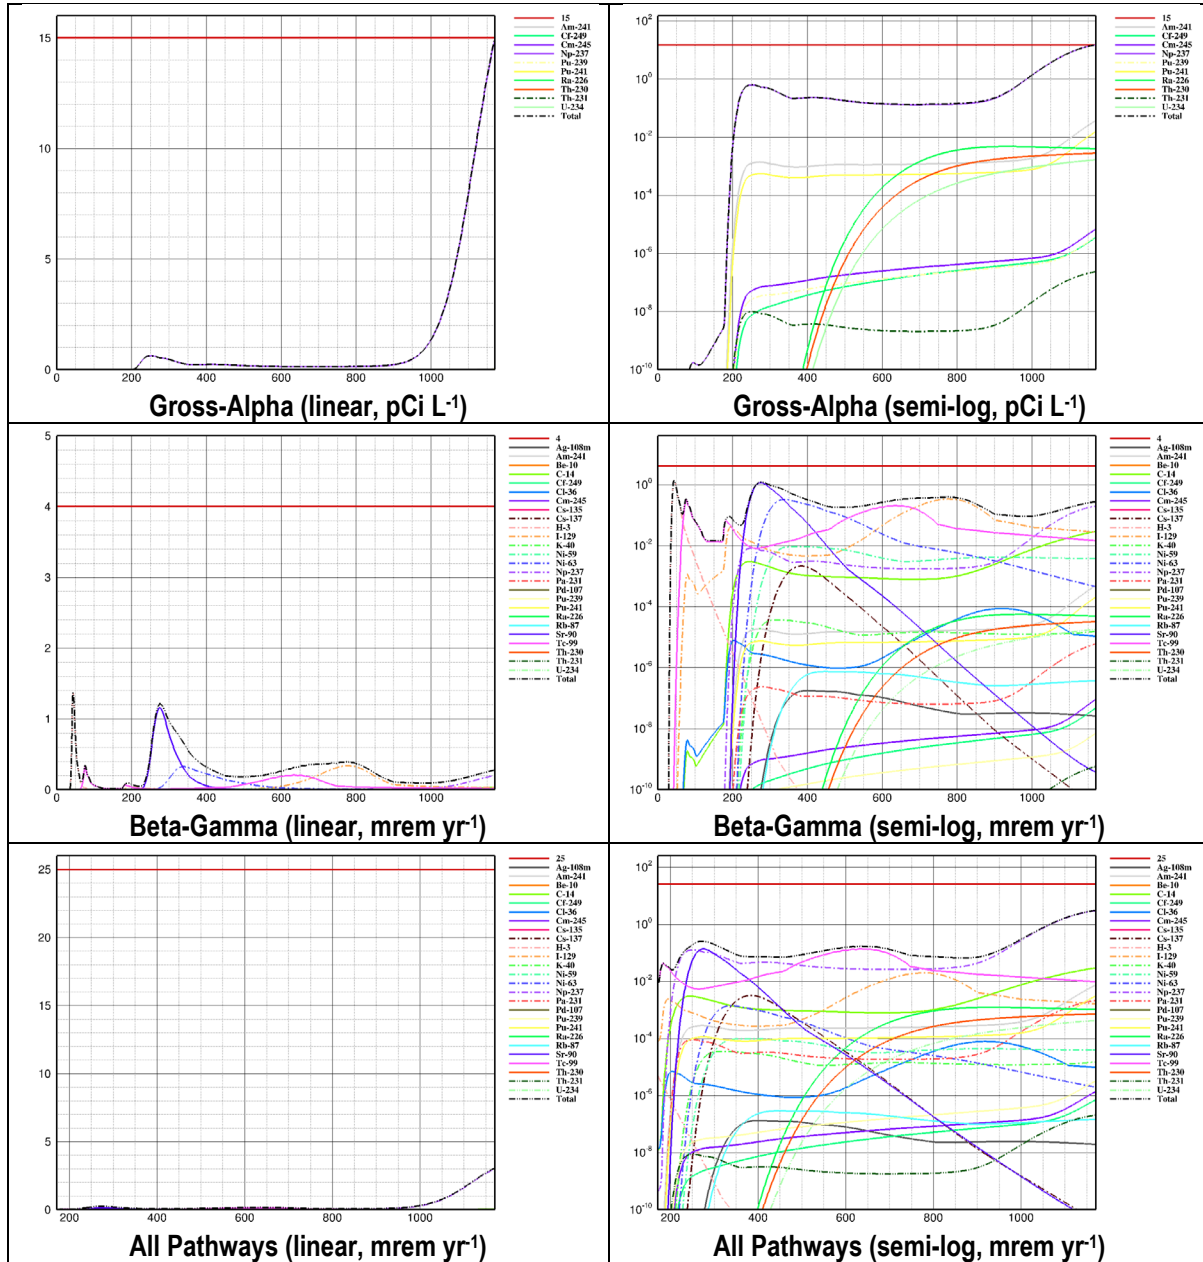 15
10
5
0
0 200 400 600 800 1000
15
Am-241
Cf-249
Cm-245
Np-237
Pu-239
Pu-241
Ra-226
Th-230
Th-231
U-234
Total
Gross-Alpha (linear, pCi L⁻¹)
10²
10⁰
10⁻²
10⁻⁴
10⁻⁶
10⁻⁸
10⁻¹⁰
0 200 400 600 800 1000
15
Am-241
Cf-249
Cm-245
Np-237
Pu-239
Pu-241
Ra-226
Th-230
Th-231
U-234
Total
Gross-Alpha (semi-log, pCi L⁻¹)
5
4
3
2
1
0
0 200 400 600 800 1000
4
Ag-108m
Am-241
Be-10
C-14
Cf-249
Cl-36
Cm-245
Cs-135
Cs-137
H-3
I-129
K-40
Ni-59
Ni-63
Np-237
Pa-231
Pd-107
Pu-239
Pu-241
Ra-226
Rb-87
Sr-90
Tc-99
Th-230
Th-231
U-234
Total
Beta-Gamma (linear, mrem yr⁻¹)
10⁰
10⁻²
10⁻⁴
10⁻⁶
10⁻⁸
10⁻¹⁰
0 200 400 600 800 1000
4
Ag-108m
Am-241
Be-10
C-14
Cf-249
Cl-36
Cm-245
Cs-135
Cs-137
H-3
I-129
K-40
Ni-59
Ni-63
Np-237
Pa-231
Pd-107
Pu-239
Pu-241
Ra-226
Rb-87
Sr-90
Tc-99
Th-230
Th-231
U-234
Total
Beta-Gamma (semi-log, mrem yr⁻¹)
25
20
15
10
5
0
200 400 600 800 1000
25
Ag-108m
Am-241
Be-10
C-14
Cf-249
Cl-36
Cm-245
Cs-135
Cs-137
H-3
I-129
K-40
Ni-59
Ni-63
Np-237
Pa-231
Pd-107
Pu-239
Pu-241
Ra-226
Rb-87
Sr-90
Tc-99
Th-230
Th-231
U-234
Total
All Pathways (linear, mrem yr⁻¹)
10²
10⁰
10⁻²
10⁻⁴
10⁻⁶
10⁻⁸
10⁻¹⁰
200 400 600 800 1000
25
Ag-108m
Am-241
Be-10
C-14
Cf-249
Cl-36
Cm-245
Cs-135
Cs-137
H-3
I-129
K-40
Ni-59
Ni-63
Np-237
Pa-231
Pd-107
Pu-239
Pu-241
Ra-226
Rb-87
Sr-90
Tc-99
Th-230
Th-231
U-234
Total
All Pathways (semi-log, mrem yr⁻¹)